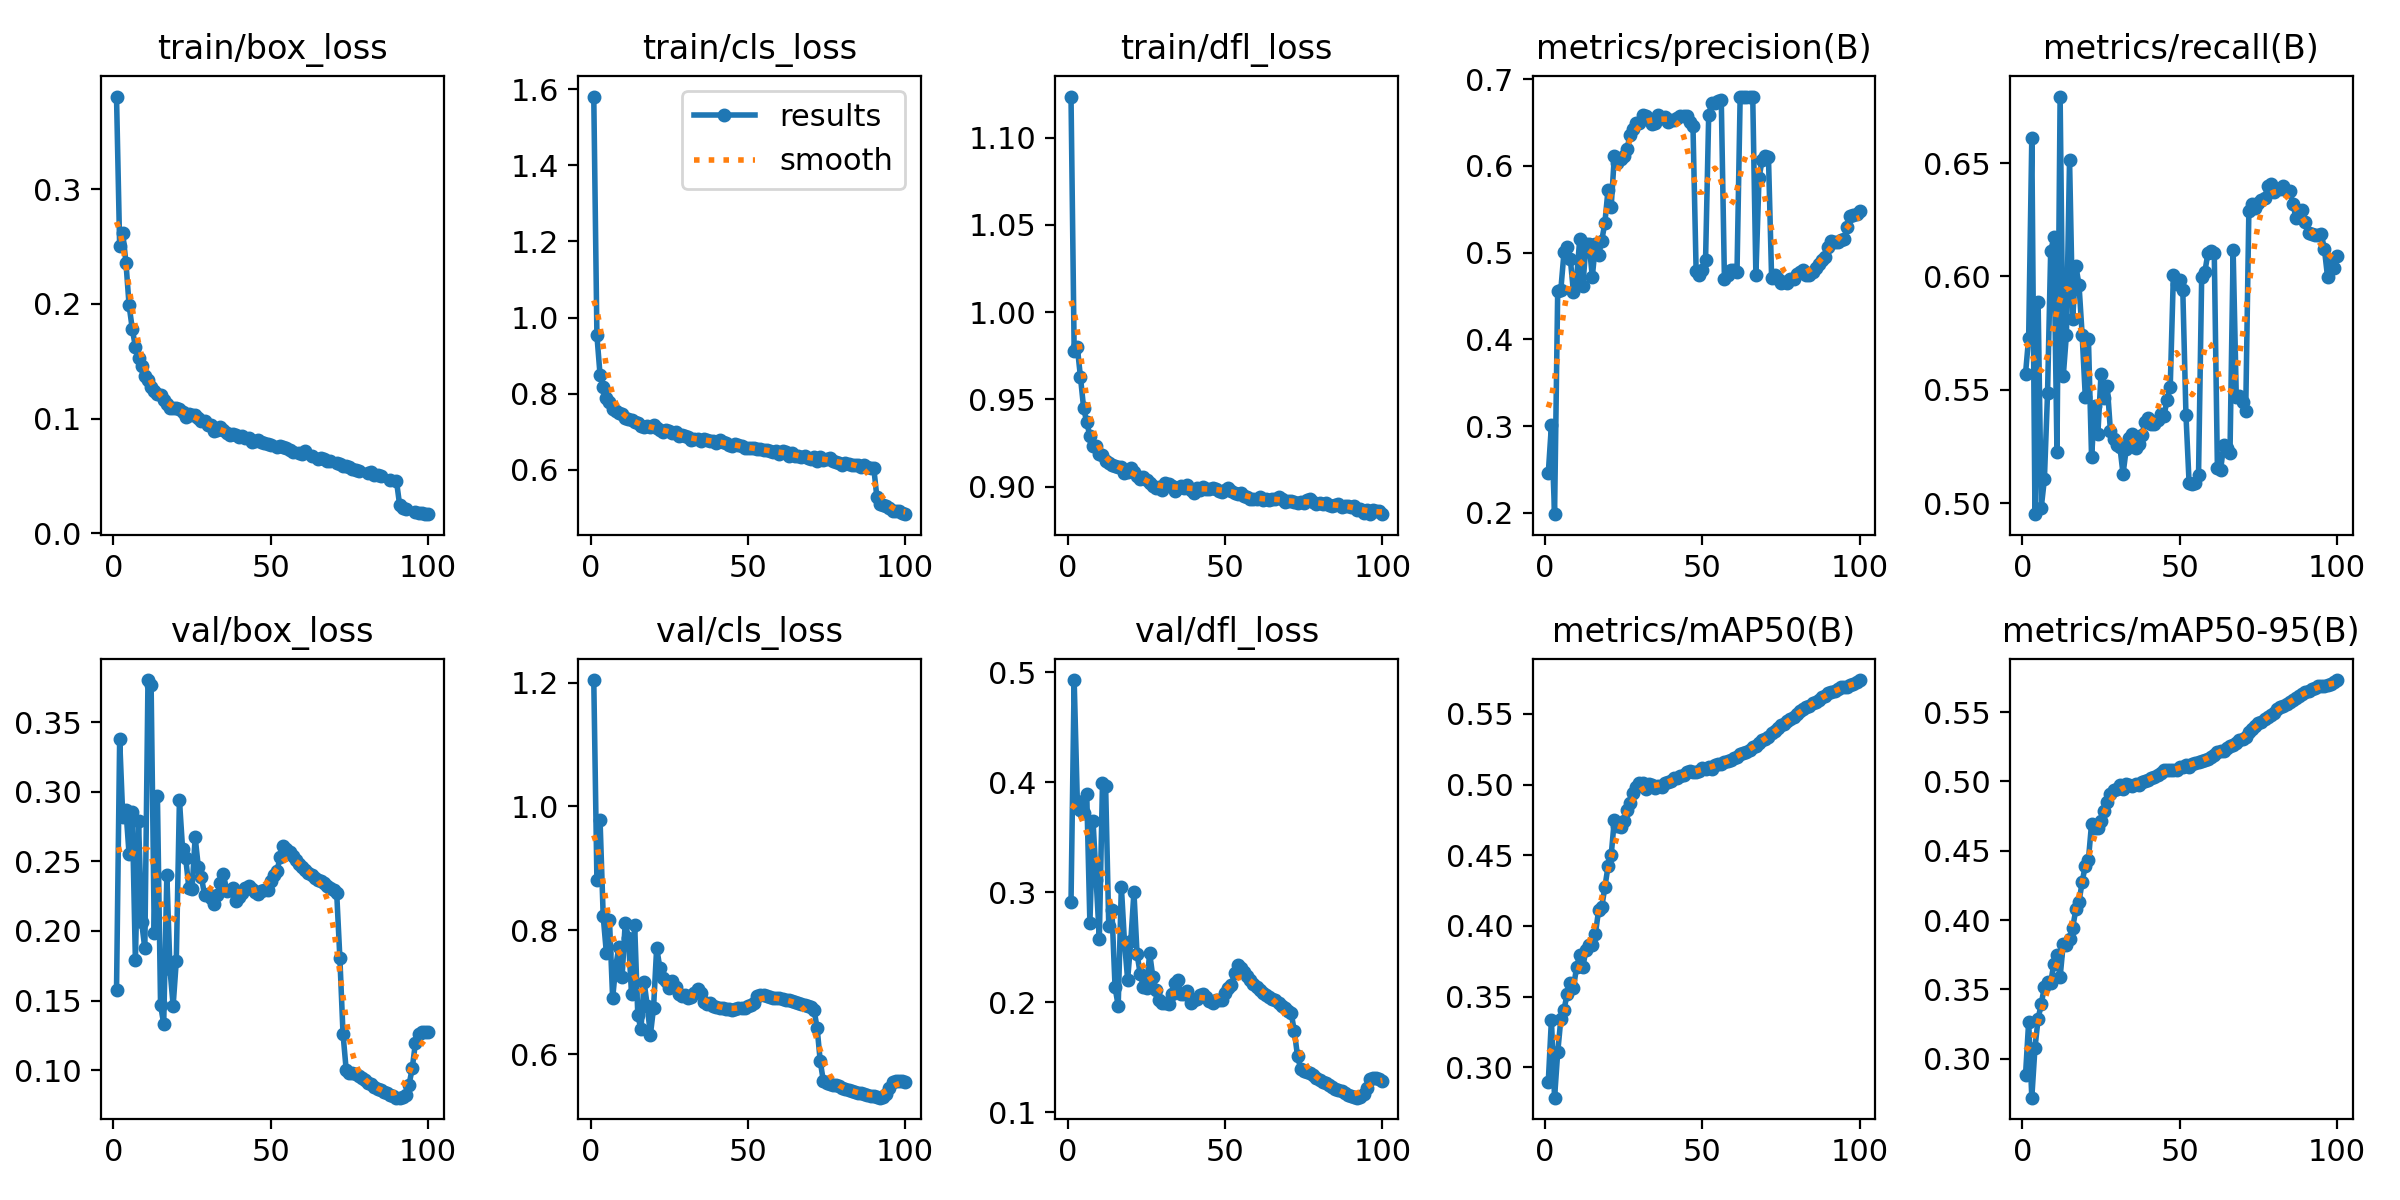 train/box_loss
0.3
0.2
0.1
0.0
0 50 100
train/cls_loss
results
smooth
1.6
1.4
1.2
1.0
0.8
0.6
0 50 100
train/dfl_loss
1.10
1.05
1.00
0.95
0.90
0 50 100
metrics/precision(B)
0.7
0.6
0.5
0.4
0.3
0.2
0 50 100
metrics/recall(B)
0.65
0.60
0.55
0.50
0 50 100
val/box_loss
0.35
0.30
0.25
0.20
0.15
0.10
0 50 100
val/cls_loss
1.2
1.0
0.8
0.6
0 50 100
val/dfl_loss
0.5
0.4
0.3
0.2
0.1
0 50 100
metrics/mAP50(B)
0.55
0.50
0.45
0.40
0.35
0.30
0 50 100
metrics/mAP50-95(B)
0.55
0.50
0.45
0.40
0.35
0.30
0 50 100